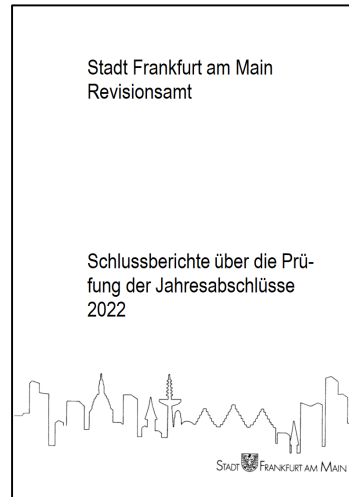 Stadt Frankfurt am Main
Revisionsamt
Schlussberichte über die Prü-
fung der Jahresabschlüsse
2022
STADT FRANKFURT AM MAIN